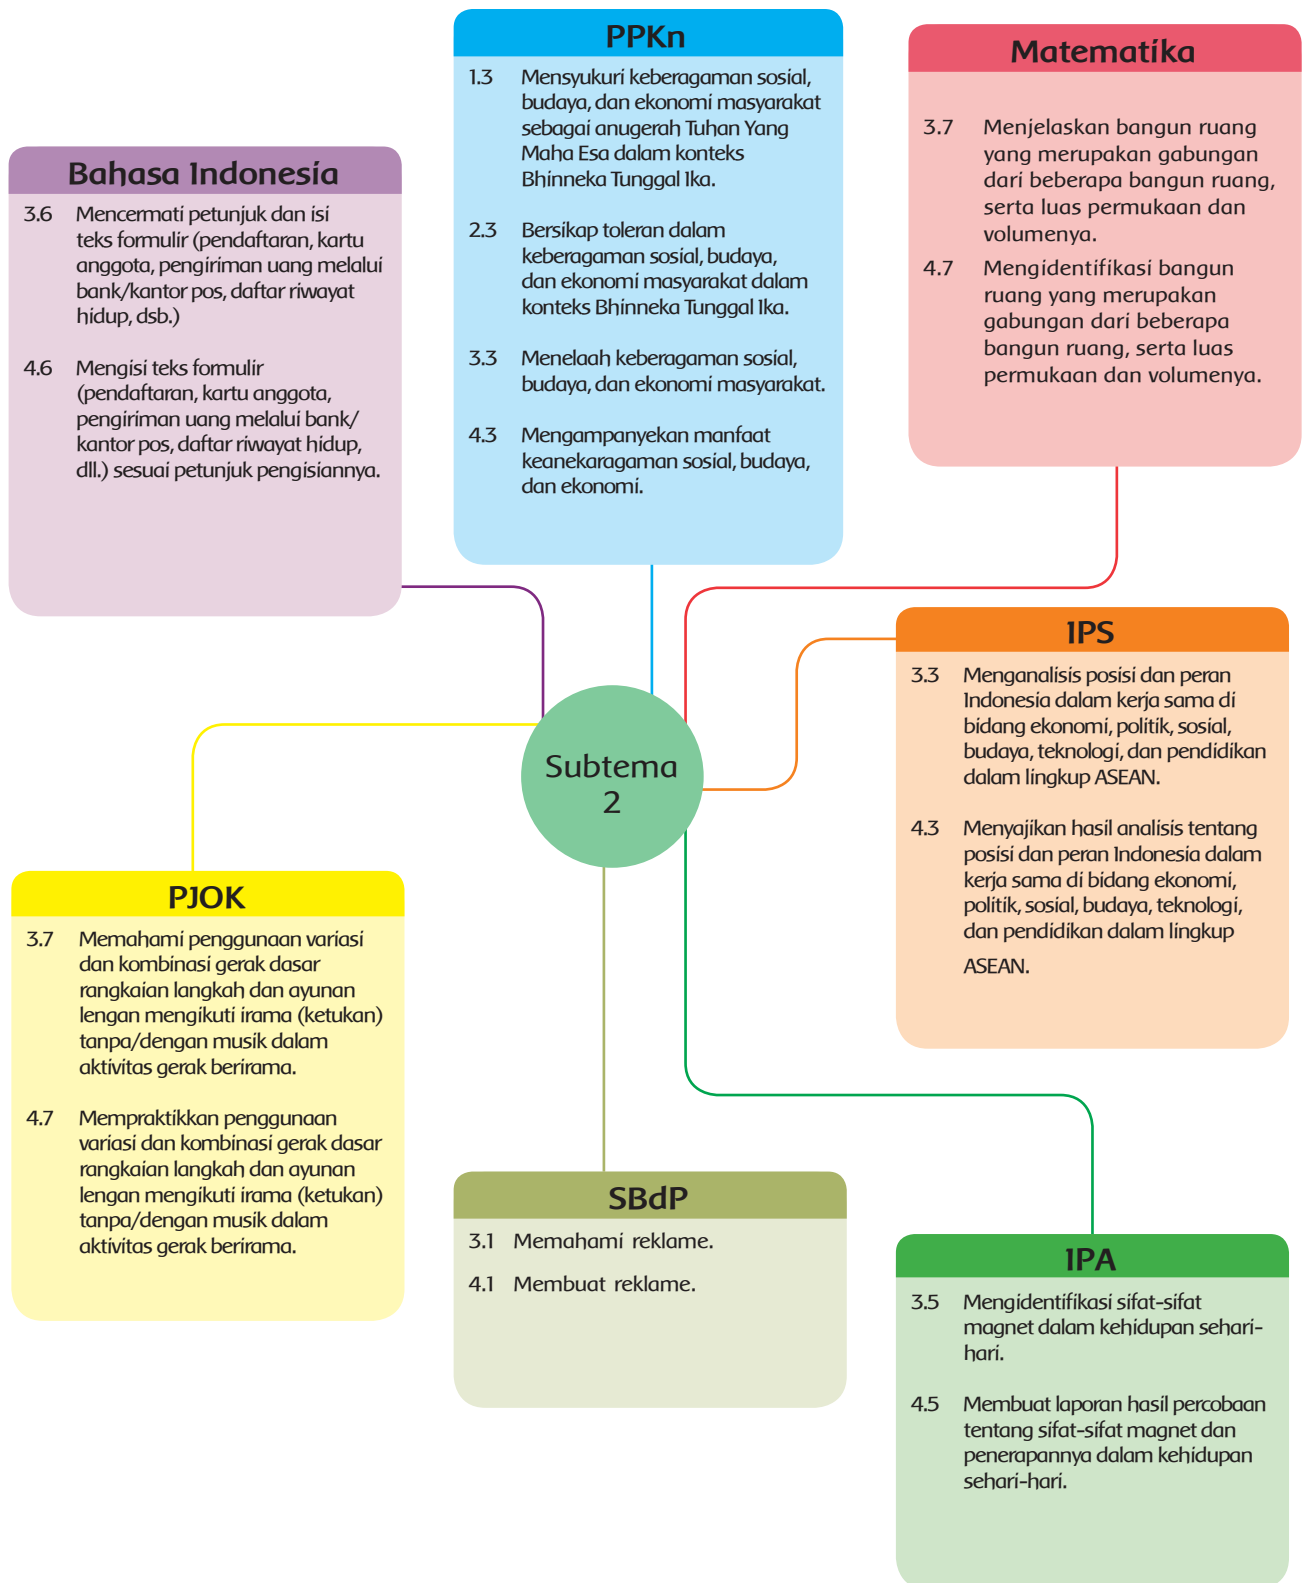 PPKn
1.3 Mensyukuri keberagaman sosial,
budaya, dan ekonomi masyarakat
sebagai anugerah Tuhan Yang
Maha Esa dalam konteks
Bhinneka Tunggal Ika.
2.3 Bersikap toleran dalam
keberagaman sosial, budaya,
dan ekonomi masyarakat dalam
konteks Bhinneka Tunggal Ika.
3.3 Menelaah keberagaman sosial,
budaya, dan ekonomi masyarakat.
4.3 Mengampanyekan manfaat
keanekaragaman sosial, budaya,
dan ekonomi.
Matematika
3.7 Menjelaskan bangun ruang
yang merupakan gabungan
dari beberapa bangun ruang,
serta luas permukaan dan
volumenya.
4.7 Mengidentifikasi bangun
ruang yang merupakan
gabungan dari beberapa
bangun ruang, serta luas
permukaan dan volumenya.
Bahasa Indonesia
3.6 Mencermati petunjuk dan isi
teks formulir (pendaftaran, kartu
anggota, pengiriman uang melalui
bank/kantor pos, daftar riwayat
hidup, dsb.)
4.6 Mengisi teks formulir
(pendaftaran, kartu anggota,
pengiriman uang melalui bank/
kantor pos, daftar riwayat hidup,
dll.) sesuai petunjuk pengisiannya.
IPS
3.3 Menganalisis posisi dan peran
Indonesia dalam kerja sama di
bidang ekonomi, politik, sosial,
budaya, teknologi, dan pendidikan
dalam lingkup ASEAN.
4.3 Menyajikan hasil analisis tentang
posisi dan peran Indonesia dalam
kerja sama di bidang ekonomi,
politik, sosial, budaya, teknologi,
dan pendidikan dalam lingkup
ASEAN.
Subtema
2
PJOK
3.7 Memahami penggunaan variasi
dan kombinasi gerak dasar
rangkaian langkah dan ayunan
lengan mengikuti irama (ketukan)
tanpa/dengan musik dalam
aktivitas gerak berirama.
4.7 Mempraktikkan penggunaan
variasi dan kombinasi gerak dasar
rangkaian langkah dan ayunan
lengan mengikuti irama (ketukan)
tanpa/dengan musik dalam
aktivitas gerak berirama.
SBdP
3.1 Memahami reklame.
4.1 Membuat reklame.
IPA
3.5 Mengidentifikasi sifat-sifat
magnet dalam kehidupan sehari-
hari.
4.5 Membuat laporan hasil percobaan
tentang sifat-sifat magnet dan
penerapannya dalam kehidupan
sehari-hari.